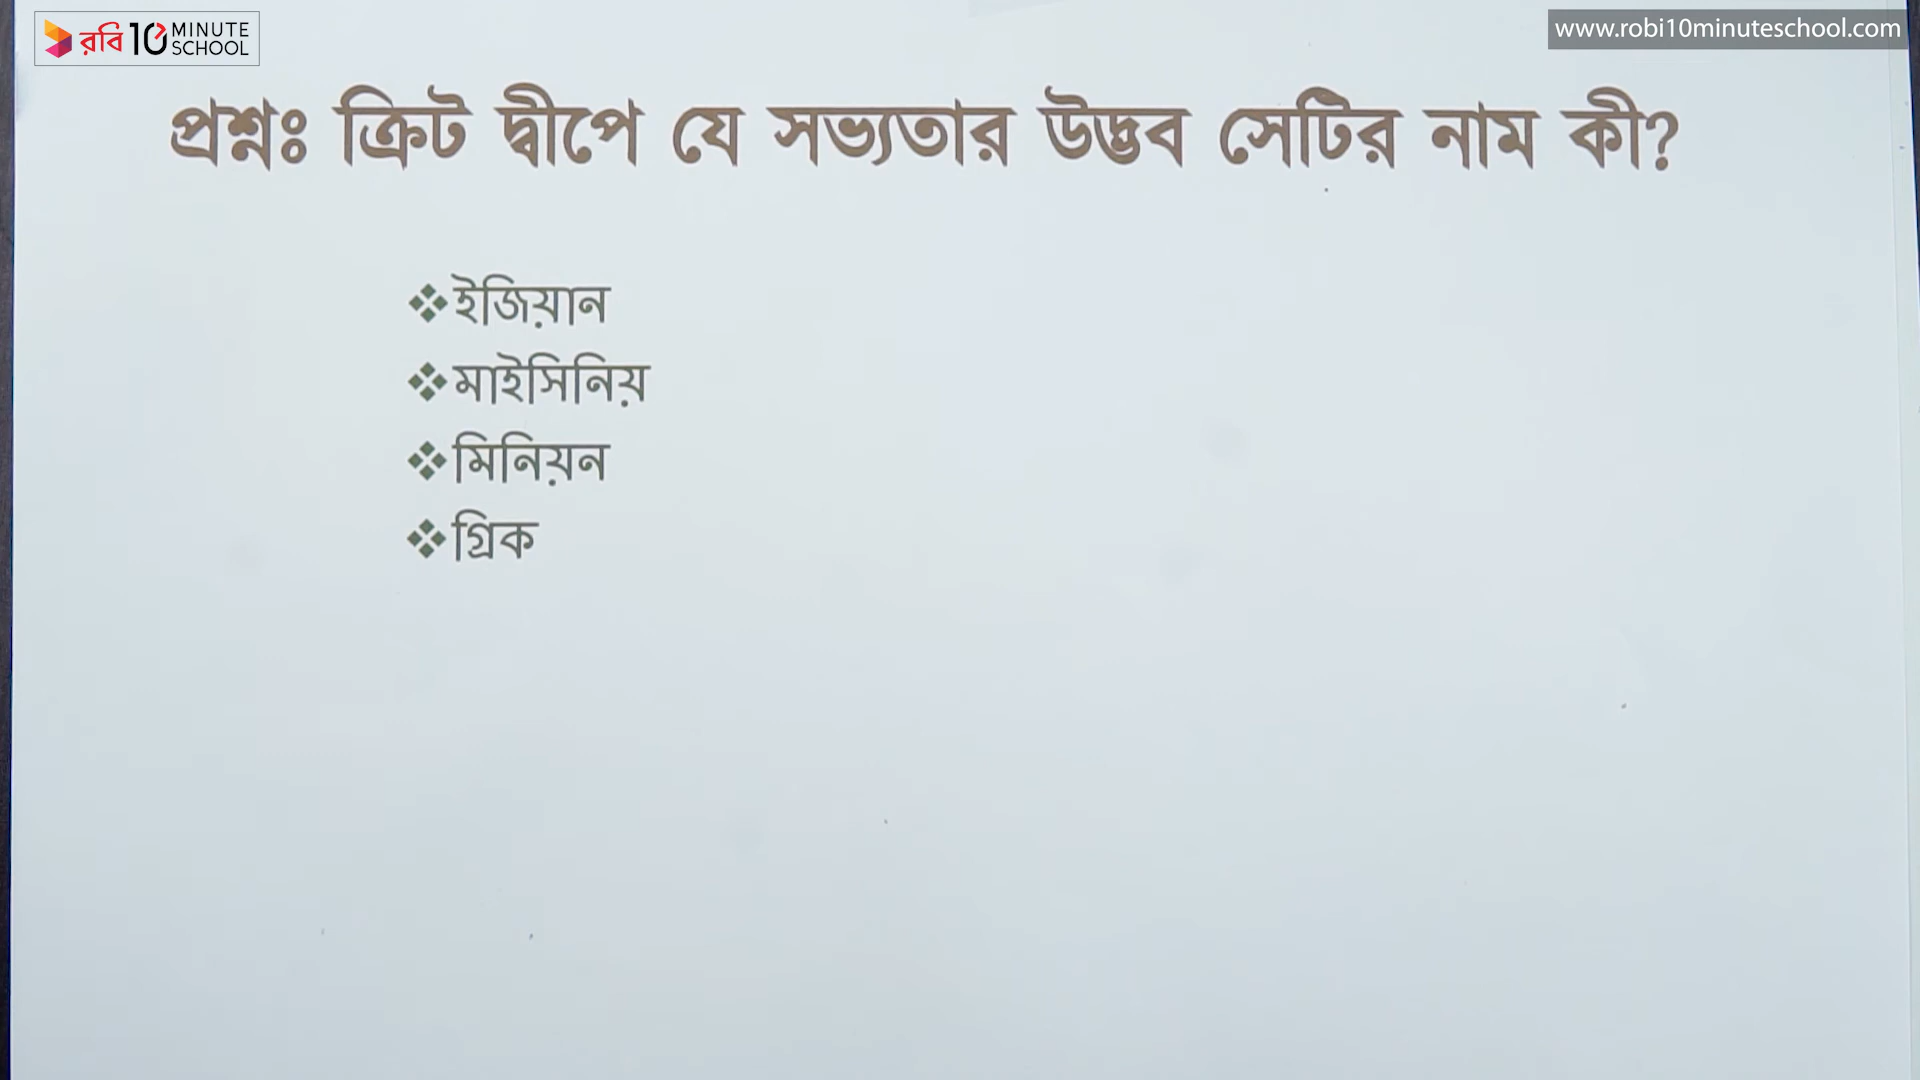 রবি 10 MINUTE SCHOOL
www.robi10minuteschool.com
প্রশ্নঃ ক্রিট দ্বীপে যে সভ্যতার উদ্ভব সেটির নাম কী?
❖ইজিয়ান
❖মাইসিনিয়
❖মিনিয়ন
❖গ্রিক